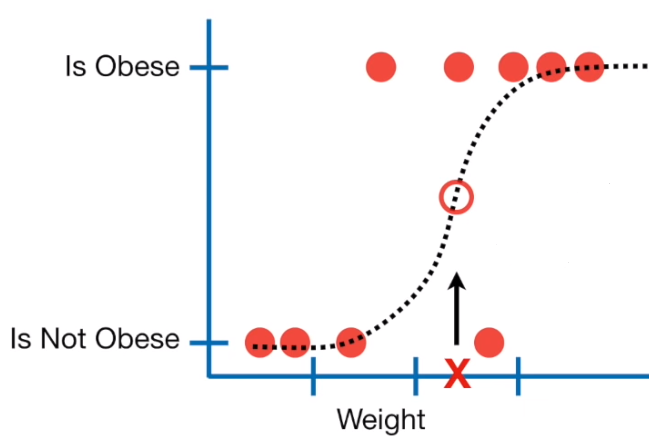 Is Obese
Is Not Obese
X
Weight